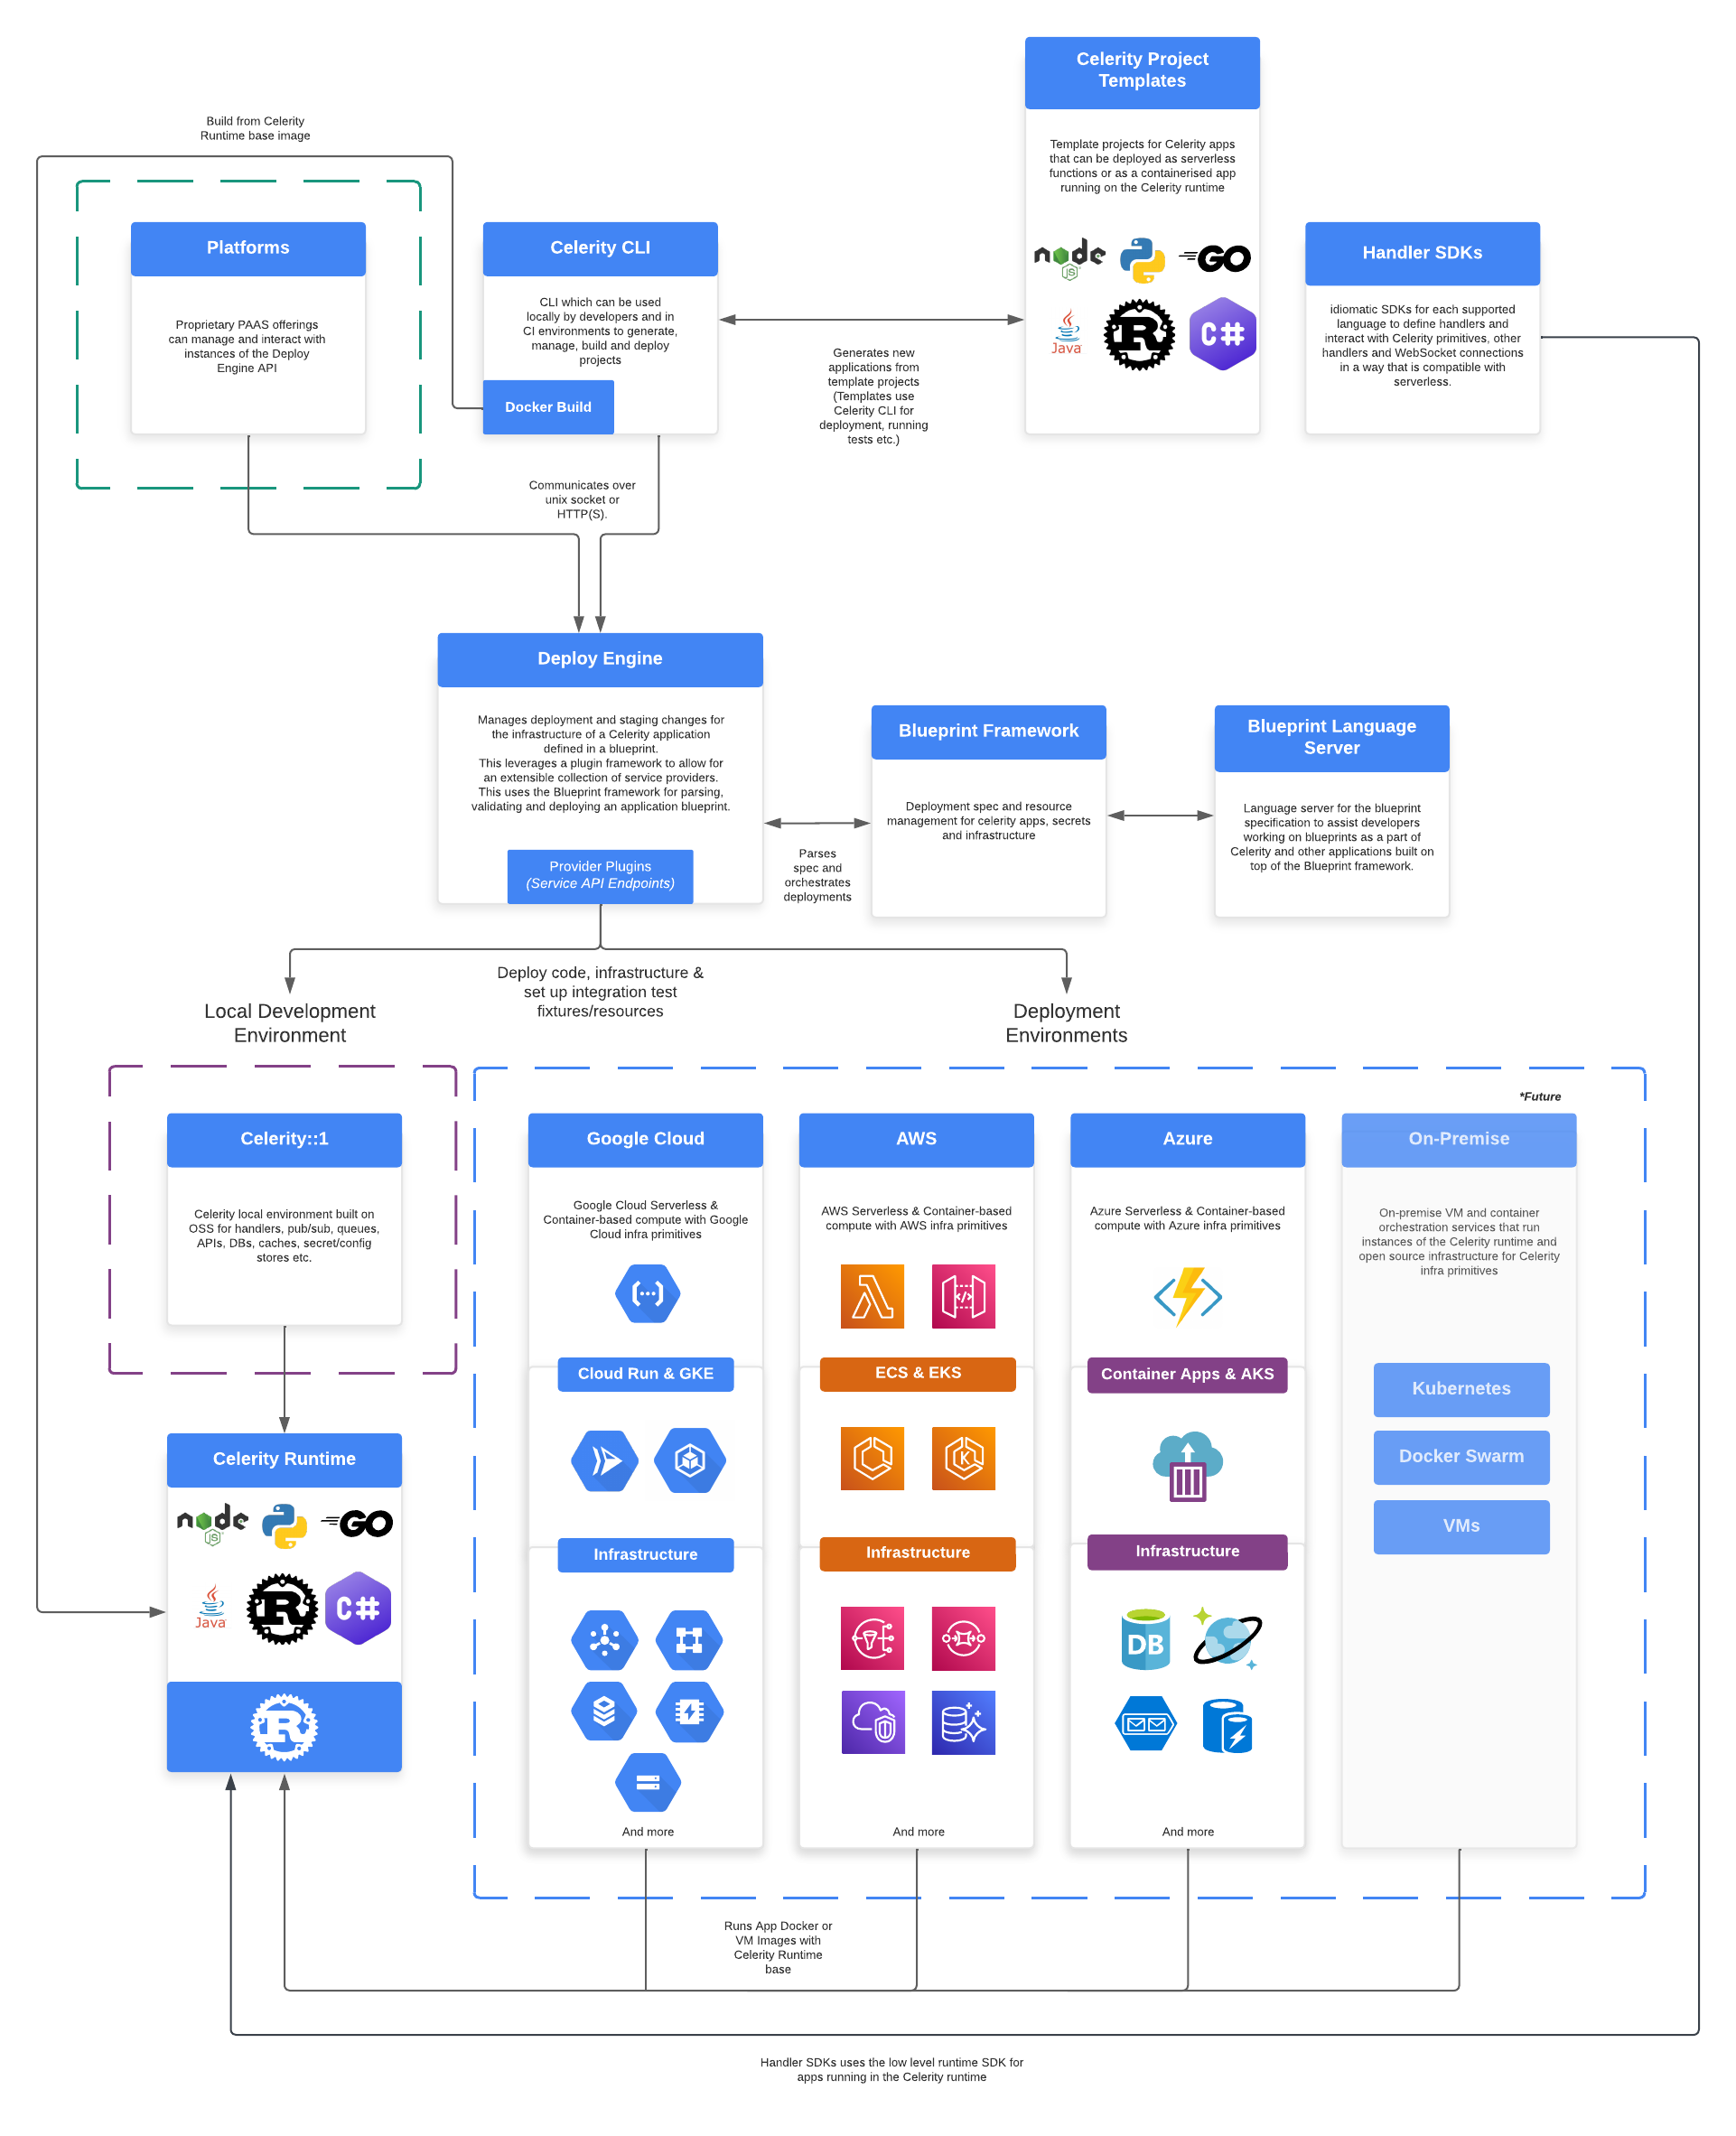 Celerity Project
Templates
Template projects for Celerity apps
that can be deployed as serverless
functions or as a containerised app
running on the Celerity runtime
node
JS
GO
Java
R
C#
Build from Celerity
Runtime base image
Platforms
Proprietary PAAS offerings
can manage and interact with
instances of the Deploy
Engine API
Celerity CLI
CLI which can be used
locally by developers and in
CI environments to generate,
manage, build and deploy
projects
Docker Build
Generates new
applications from
template projects
(Templates use
Celerity CLI for
deployment, running
tests etc.)
Handler SDKs
idiomatic SDKs for each supported
language to define handlers and
interact with Celerity primitives, other
handlers and WebSocket connections
in a way that is compatible with
serverless.
Communicates over
unix socket or
HTTP(S).
Deploy Engine
Manages deployment and staging changes for
the infrastructure of a Celerity application
defined in a blueprint.
This leverages a plugin framework to allow for
an extensible collection of service providers.
This uses the Blueprint framework for parsing,
validating and deploying an application blueprint.
Provider Plugins
(Service API Endpoints)
Parses
spec and
orchestrates
deployments
Blueprint Framework
Deployment spec and resource
management for celerity apps, secrets
and infrastructure
Blueprint Language
Server
Language server for the blueprint
specification to assist developers
working on blueprints as a part of
Celerity and other applications built on
top of the Blueprint framework.
Deploy code, infrastructure &
set up integration test
fixtures/resources
Local Development
Environment
Deployment
Environments
Celerity::1
Celerity local environment built on
OSS for handlers, pub/sub, queues,
APIs, DBs, caches, secret/config
stores etc.
Celerity Runtime
node
JS
GO
Java
R
C#
R
Google Cloud
Google Cloud Serverless &
Container-based compute with Google
Cloud infra primitives
Cloud Run & GKE
Infrastructure
And more
AWS
AWS Serverless & Container-based
compute with AWS infra primitives
ECS & EKS
K
Infrastructure
And more
Azure
Azure Serverless & Container-based
compute with Azure infra primitives
Container Apps & AKS
Infrastructure
DB
And more
*Future
On-Premise
On-premise VM and container
orchestration services that run
instances of the Celerity runtime and
open source infrastructure for Celerity
infra primitives
Kubernetes
Docker Swarm
VMs
Runs App Docker or
VM Images with
Celerity Runtime
base
Handler SDKs uses the low level runtime SDK for
apps running in the Celerity runtime